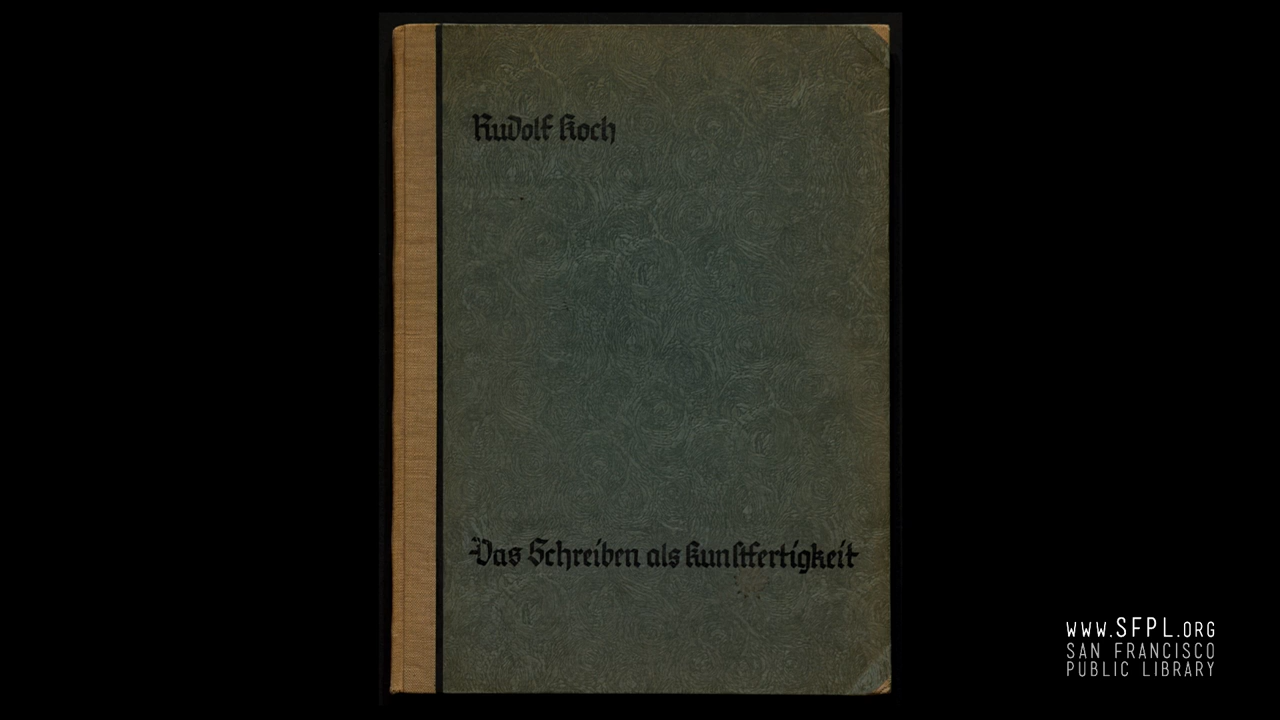 Rudolf Koch
Das Schreiben als Kunstfertigkeit
www.SFPL.ORG
SAN FRANCISCO
PUBLIC LIBRARY